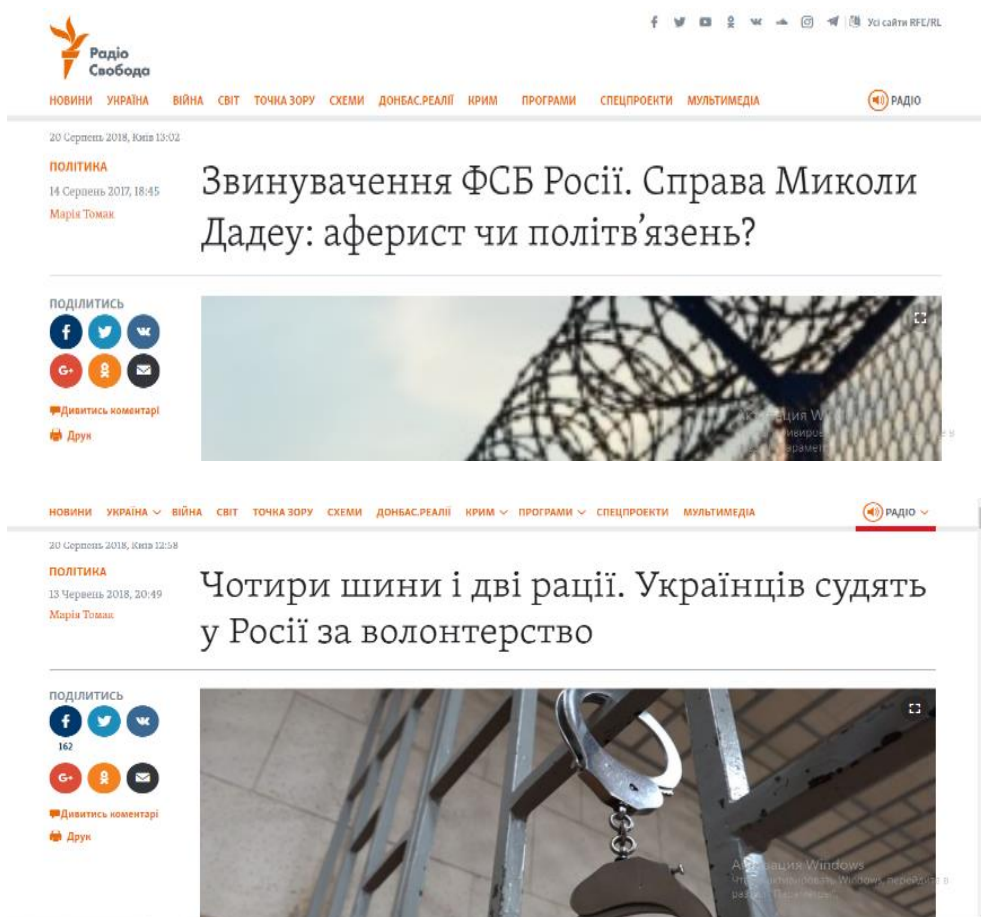 Усі сайти RFE/RL
Радіо
Свобода
НОВИНИ УКРАЇНА ВІЙНА СВІТ ТОЧКА ЗОРУ СХЕМИ ДОНБАС.РЕАЛІЇ КРИМ ПРОГРАМИ СПЕЦПРОЕКТИ МУЛЬТИМЕДІА РАДІО
20 Серпень 2018, Київ 13:02
ПОЛІТИКА
14 Серпень 2017, 18:45
Марія Томак
Звинувачення ФСБ Росії. Справа Миколи
Дадеу: аферист чи політв’язень?
ПОДІЛИТИСЬ
Дивитись коментарі
Друк
НОВИНИ УКРАЇНА ВІЙНА СВІТ ТОЧКА ЗОРУ СХЕМИ ДОНБАС.РЕАЛІЇ КРИМ ПРОГРАМИ СПЕЦПРОЕКТИ МУЛЬТИМЕДІА РАДІО
20 Серпень 2018, Київ 12:58
ПОЛІТИКА
13 Червень 2018, 20:49
Марія Томак
Чотири шини і дві рації. Українців судять
у Росії за волонтерство
ПОДІЛИТИСЬ
162
Дивитись коментарі
Друк
Windows
Windows, перейдите в